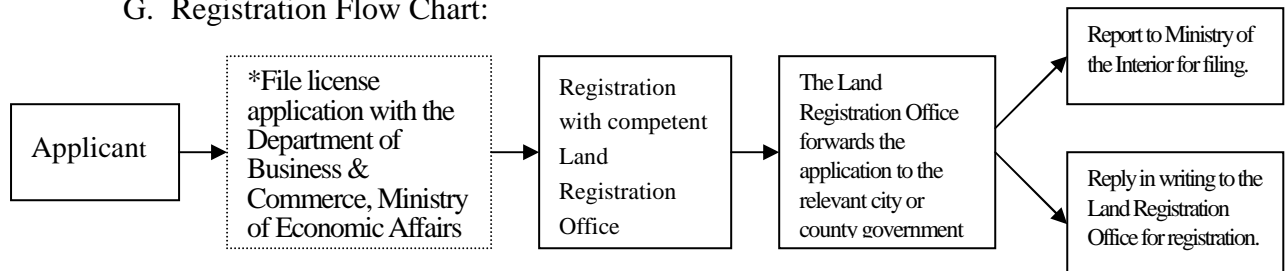 G. Registration Flow Chart:
Applicant
*File license
application with the
Department of
Business &
Commerce, Ministry
of Economic Affairs
Registration
with competent
Land
Registration
Office
The Land
Registration Office
forwards the
application to the
relevant city or
county government
Report to Ministry of
the Interior for filing.
Reply in writing to the
Land Registration
Office for registration.